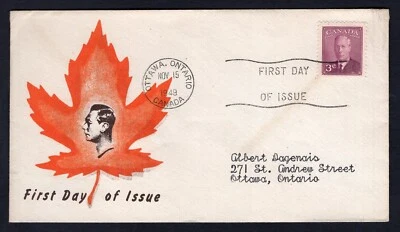 First Day of Issue
OTTAWA, ONTARIO
NOV 15
1949
CANADA
FIRST DAY
OF ISSUE
CANADA
3¢
Albert Dagenais
271 St. Andrew Street
Ottawa, Ontario